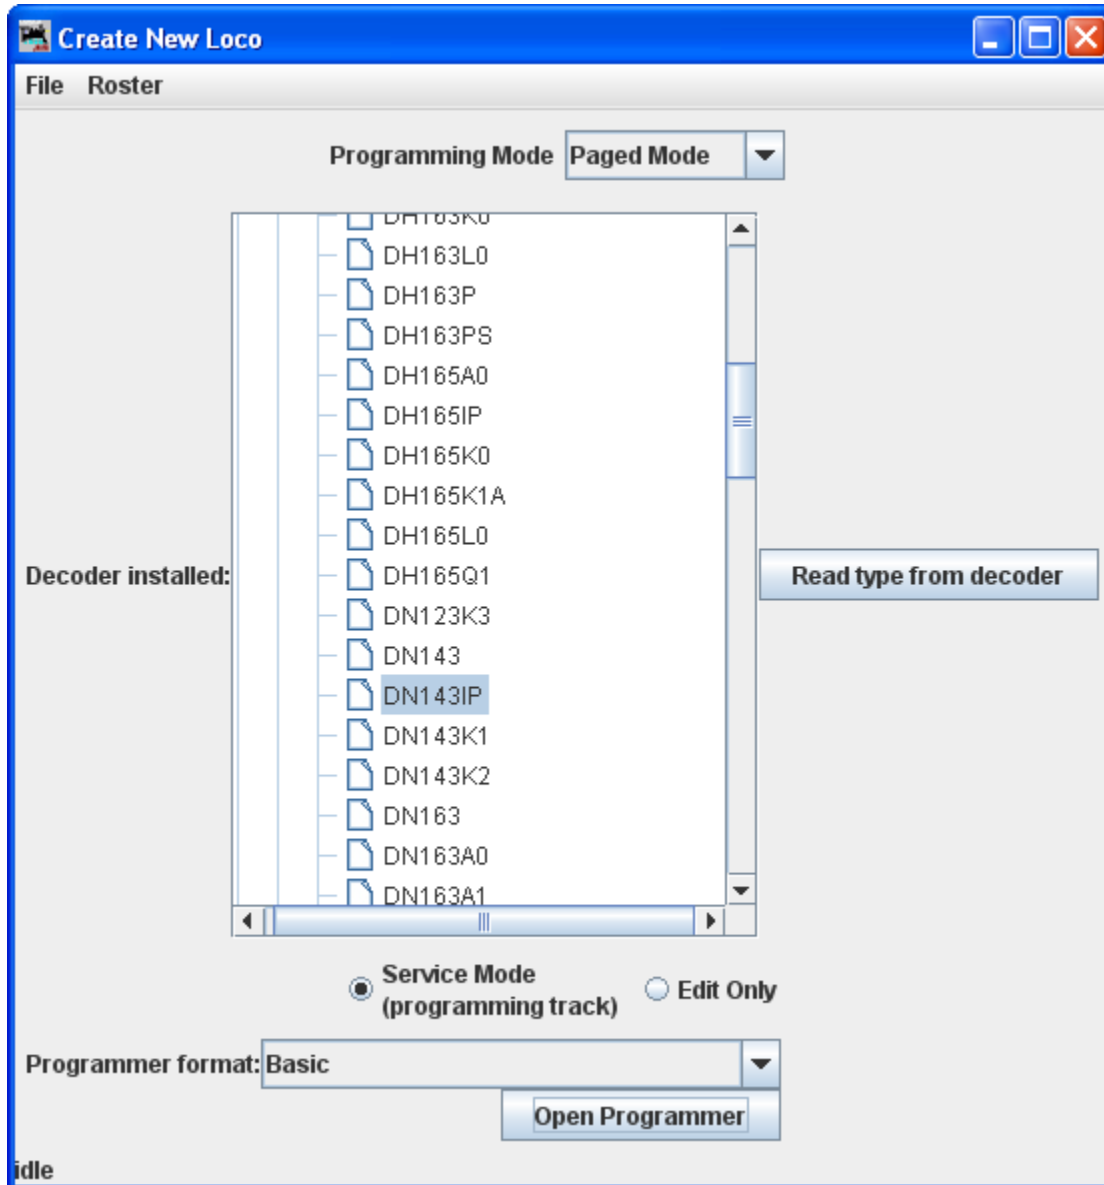 Create New Loco
File Roster
Programming Mode Paged Mode
DH163K0
DH163L0
DH163P
DH163PS
DH165A0
DH165IP
DH165K0
DH165K1A
DH165L0
Decoder installed: DH165Q1 Read type from decoder
DN123K3
DN143
DN143IP
DN143K1
DN143K2
DN163
DN163A0
DN163A1
Service Mode
(programming track) Edit Only
Programmer format: Basic
Open Programmer
idle